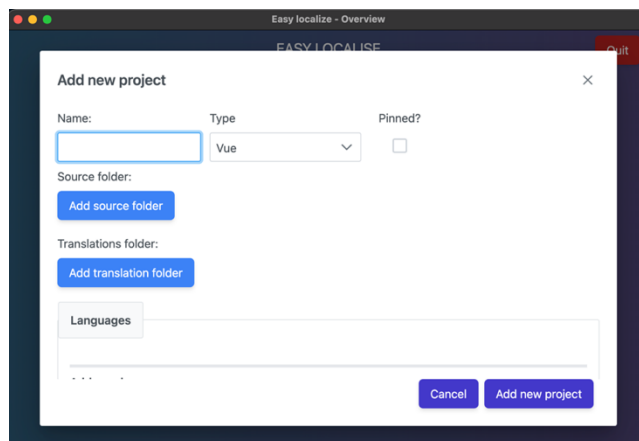 Easy localize - Overview
EASY LOCALISE
Quit
Add new project
Name:
Type
Pinned?
Vue
Source folder:
Add source folder
Translations folder:
Add translation folder
Languages
Cancel
Add new project